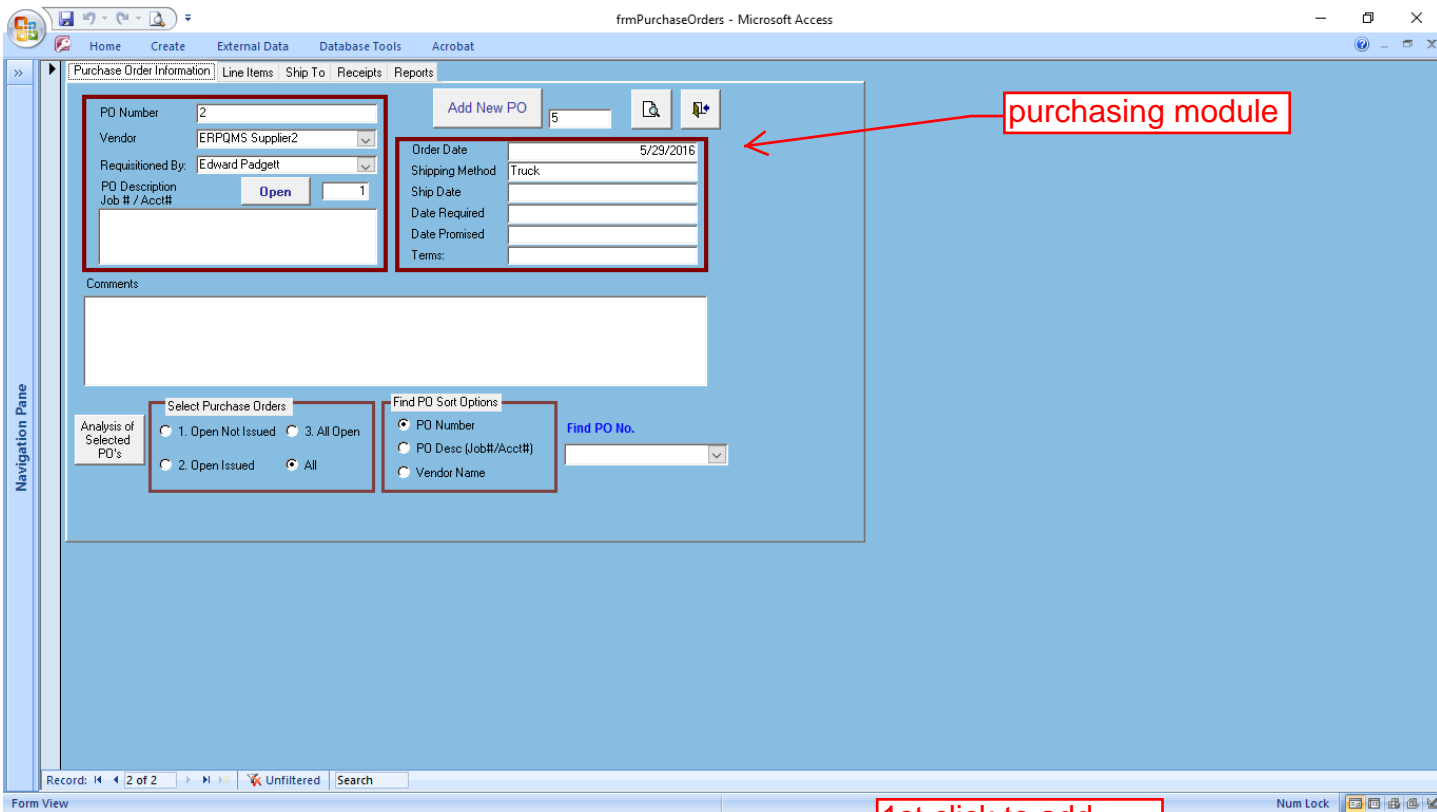 frmPurchaseOrders - Microsoft Access
Home Create External Data Database Tools Acrobat
Purchase Order Information Line Items Ship To Receipts Reports
PO Number 2
Vendor ERPQMS Supplier2
Requisitioned By: Edward Padgett
PO Description
Job # / Acct#
Open 1
Add New PO 5
Order Date 5/29/2016
Shipping Method Truck
Ship Date
Date Required
Date Promised
Terms:
purchasing module
Comments
Analysis of
Selected
PO's
Select Purchase Orders
1. Open Not Issued 3. All Open
2. Open Issued All
Find PO Sort Options
PO Number
PO Desc (Job#/Acct#)
Vendor Name
Find PO No.
Navigation Pane
Record: 2 of 2 Unfiltered Search
Form View
1st click to add
Num Lock